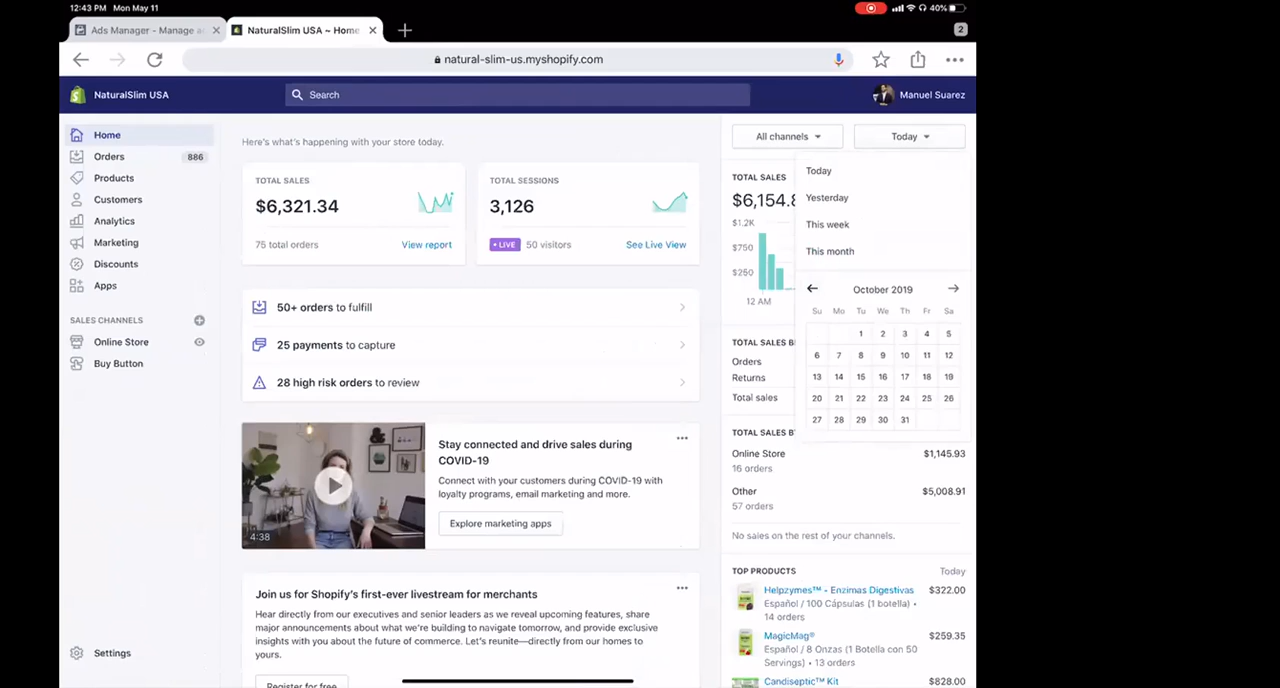 12:43 PM Mon May 11
40%
Ads Manager - Manage a
NaturalSlim USA ~ Home
2
natural-slim-us.myshopify.com
NaturalSlim USA
Search
Manuel Suarez
Home
Orders 886
Products
Customers
Analytics
Marketing
Discounts
Apps
SALES CHANNELS
Online Store
Buy Button
Settings
Here's what's happening with your store today.
TOTAL SALES
$6,321.34
75 total orders View report
TOTAL SESSIONS
3,126
• LIVE 50 visitors See Live View
50+ orders to fulfill
25 payments to capture
28 high risk orders to review
4:38
Stay connected and drive sales during
COVID-19
Connect with your customers during COVID-19 with
loyalty programs, email marketing and more.
Explore marketing apps
Join us for Shopify's first-ever livestream for merchants
Hear directly from our executives and senior leaders as we reveal upcoming features, share
major announcements about what we're building to navigate tomorrow, and provide exclusive
insights with you about the future of commerce. Let's reunite—directly from our homes to
yours.
Register for free
All channels Today
TOTAL SALES
$6,154.8
$1.2K
$750
$250
12 AM
Today
Yesterday
This week
This month
October 2019
Su Mo Tu We Th Fr Sa
1 2 3 4 5
6 7 8 9 10 11 12
13 14 15 16 17 18 19
20 21 22 23 24 25 26
27 28 29 30 31
TOTAL SALES B
Orders
Returns
Total sales
TOTAL SALES B
Online Store $1,145.93
16 orders
Other $5,008.91
57 orders
No sales on the rest of your channels.
TOP PRODUCTS Today
Helpzymes™ - Enzimas Digestivas $322.00
Español / 100 Cápsulas (1 botella) •
14 orders
MagicMag® $259.35
Español / 8 Onzas (1 Botella con 50
Servings) • 13 orders
Candiseptic™ Kit $828.00